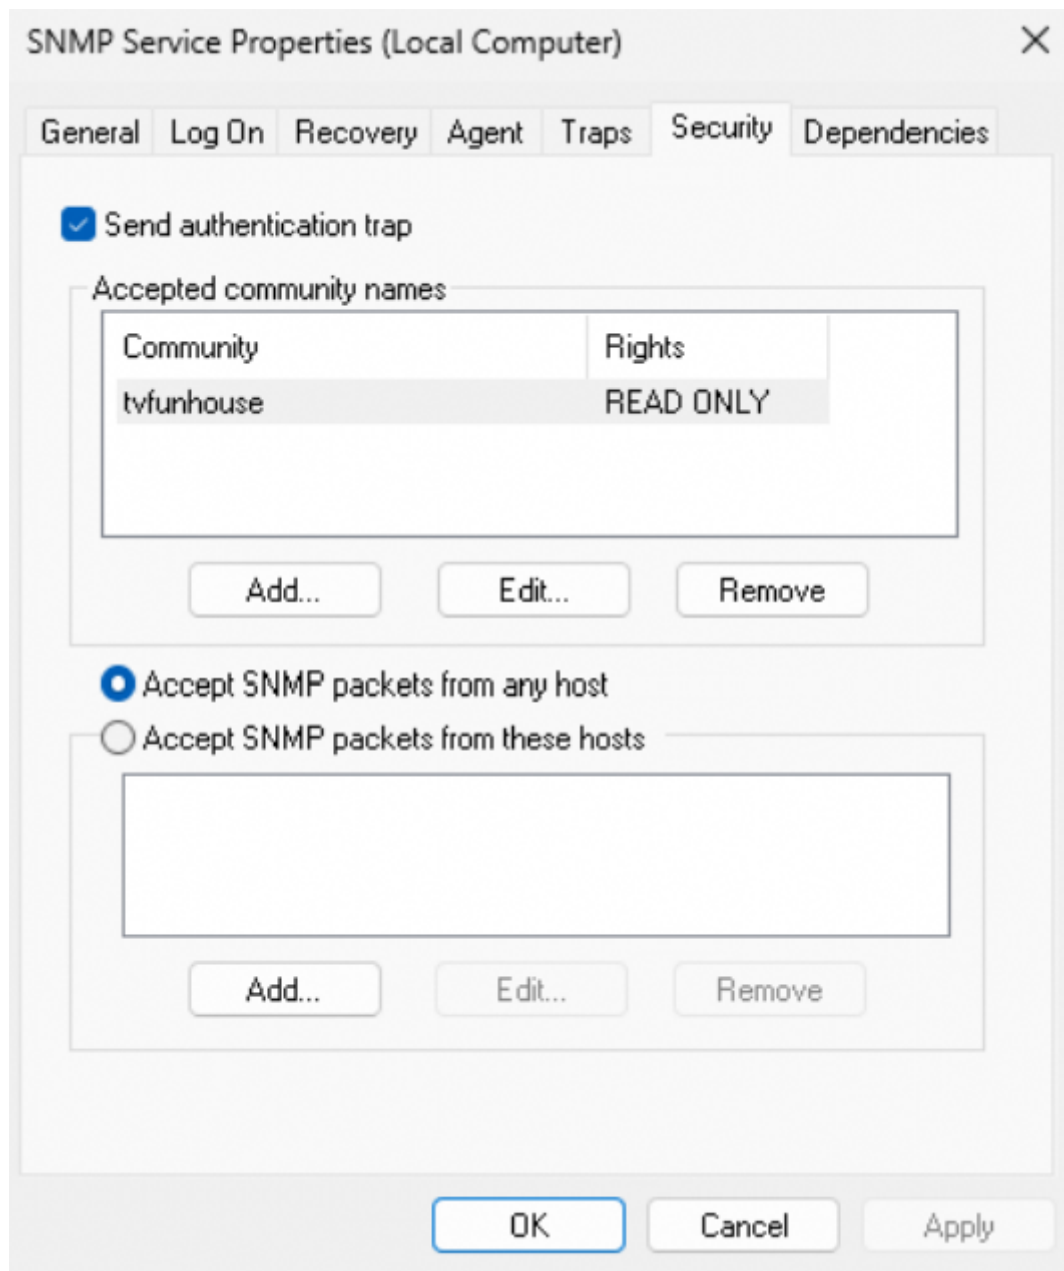 SNMP Service Properties (Local Computer)
General Log On Recovery Agent Traps Security Dependencies
Send authentication trap
Accepted community names
Community Rights
tvfunhouse READ ONLY
Add... Edit... Remove
Accept SNMP packets from any host
Accept SNMP packets from these hosts
Add... Edit... Remove
OK Cancel Apply